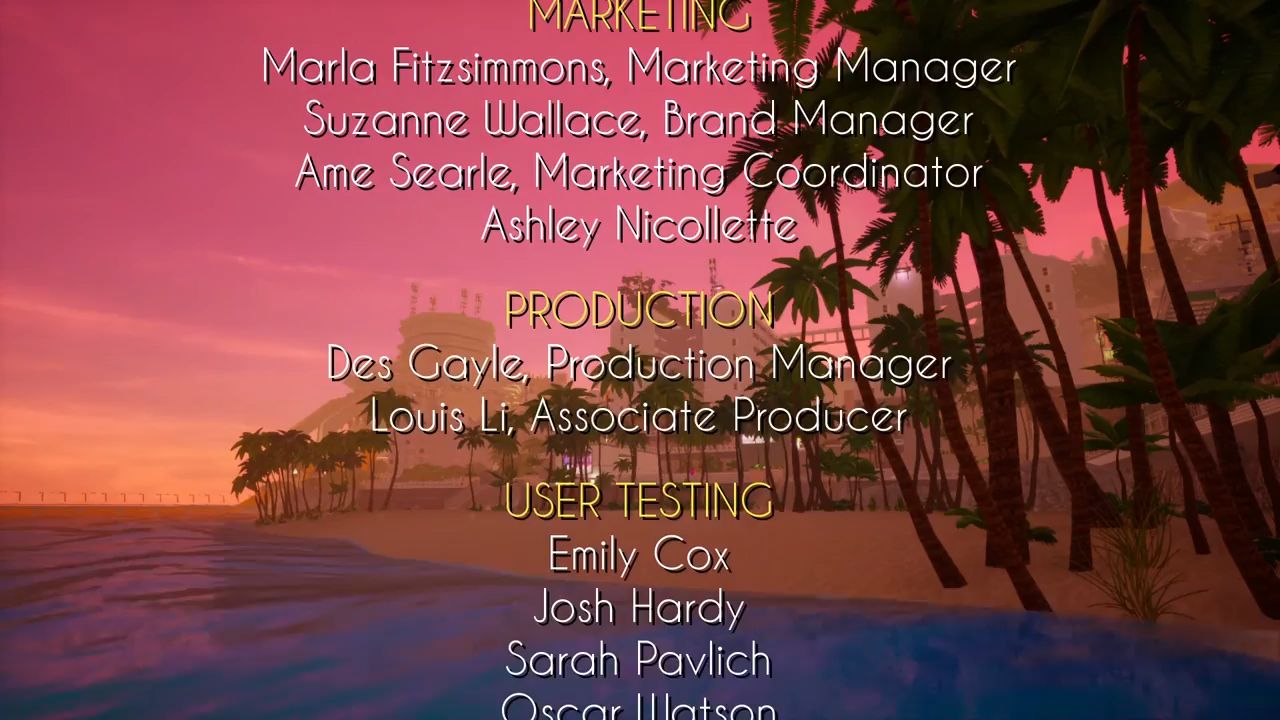 MARKETING
Marla Fitzsimmons, Marketing Manager
Suzanne Wallace, Brand Manager
Ame Searle, Marketing Coordinator
Ashley Nicollette
PRODUCTION
Des Gayle, Production Manager
Louis Li, Associate Producer
USER TESTING
Emily Cox
Josh Hardy
Sarah Pavlich
Oscar Watson